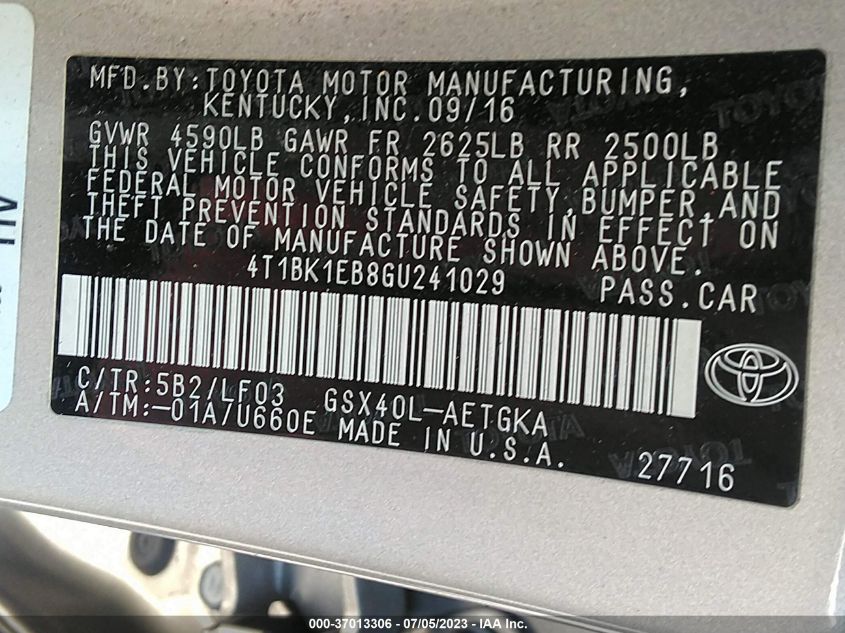 MFD.BY:TOYOTA MOTOR MANUFACTURING,
KENTUCKY,INC.09/16
GVWR 4590LB GAWR FR 2625LB RR 2500LB
THIS VEHICLE CONFORMS TO ALL APPLICABLE
FEDERAL MOTOR VEHICLE SAFETY,BUMPER,AND
THEFT PREVENTION STANDARDS IN EFFECT ON
THE DATE OF MANUFACTURE SHOWN ABOVE.
4T1BK1EB8GU241029 PASS.CAR
C/TR:5B2/LF03 GSX40L-AETGKA
A/TM:-01A/U660E MADE IN U.S.A.
27716
000-37013306 - 07/05/2023 - IAA Inc.